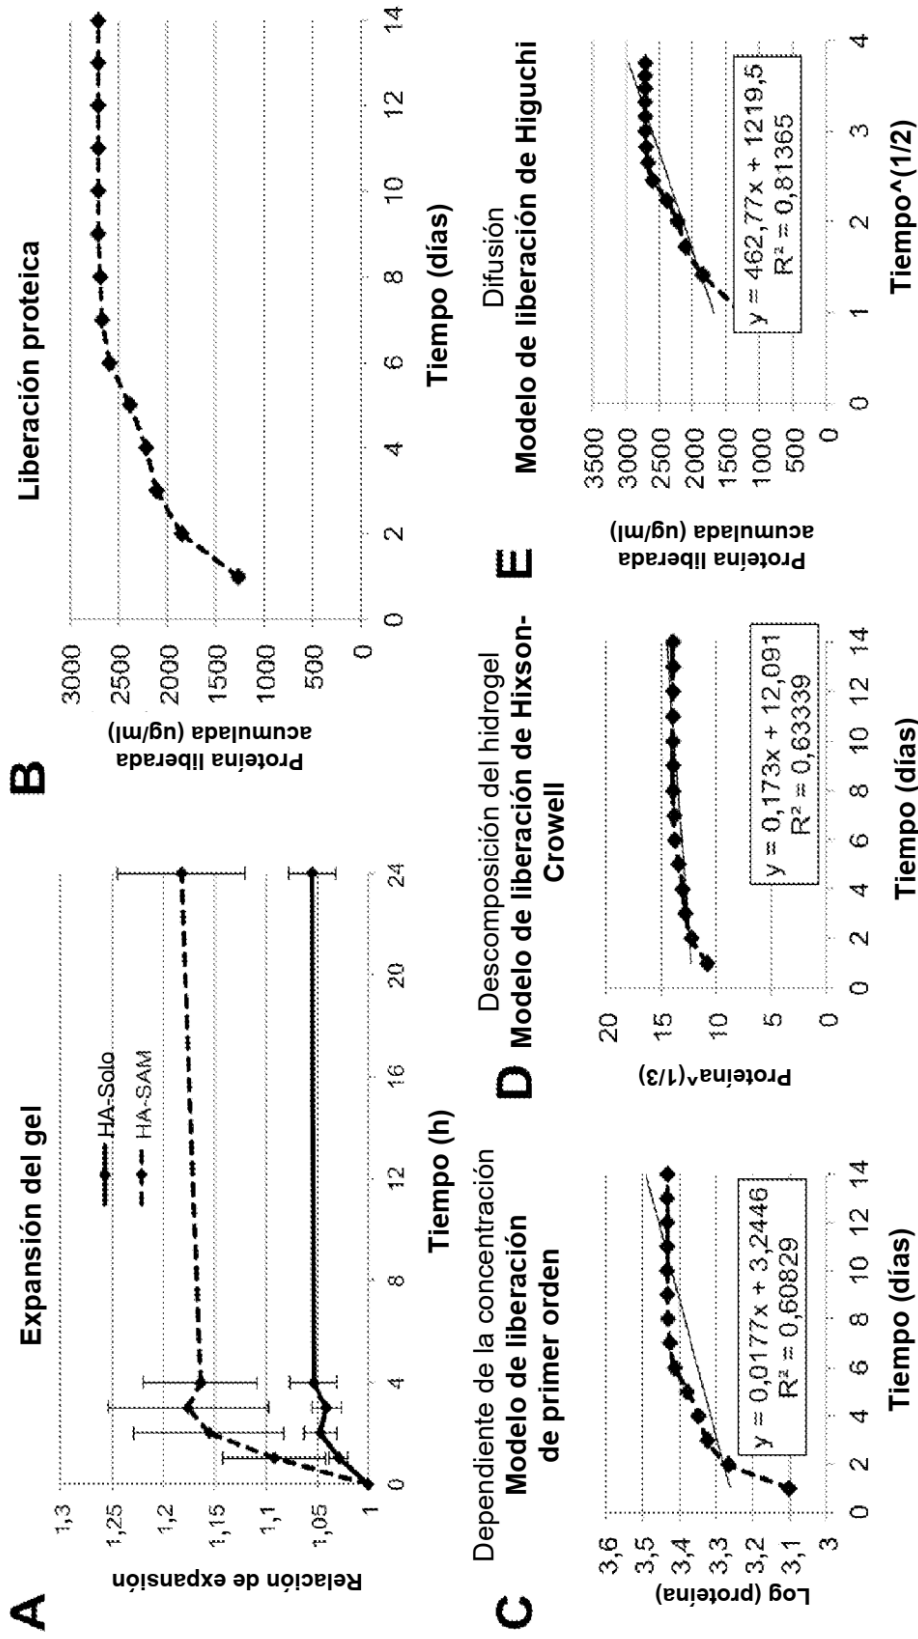 A
Expansión del gel
Relación de expansión
1,3
1,25
1,2
1,15
1,1
1,05
1
HA-Solo
HA-SAM
0
4
8
12
16
20
24
Tiempo (h)
B
Liberación proteica
Proteína liberada
acumulada (ug/ml)
3000
2500
2000
1500
1000
500
0
0
2
4
6
8
10
12
14
Tiempo (días)
C
Dependiente de la concentración
Modelo de liberación
de primer orden
Log (proteína)
3,6
3,5
3,4
3,3
3,2
3,1
3
y = 0,0177x + 3,2446
R² = 0,60829
0
2
4
6
8
10
12
14
Tiempo (días)
D
Descomposición del hidrogel
Modelo de liberación de Hixson-
Crowell
Proteína^(1/3)
20
15
10
5
0
y = 0,173x + 12,091
R² = 0,63339
0
2
4
6
8
10
12
14
Tiempo (días)
E
Difusión
Modelo de liberación de Higuchi
Proteína liberada
acumulada (ug/ml)
3500
3000
2500
2000
1500
1000
500
0
y = 462,77x + 1219,5
R² = 0,81365
0
1
2
3
4
Tiempo^(1/2)